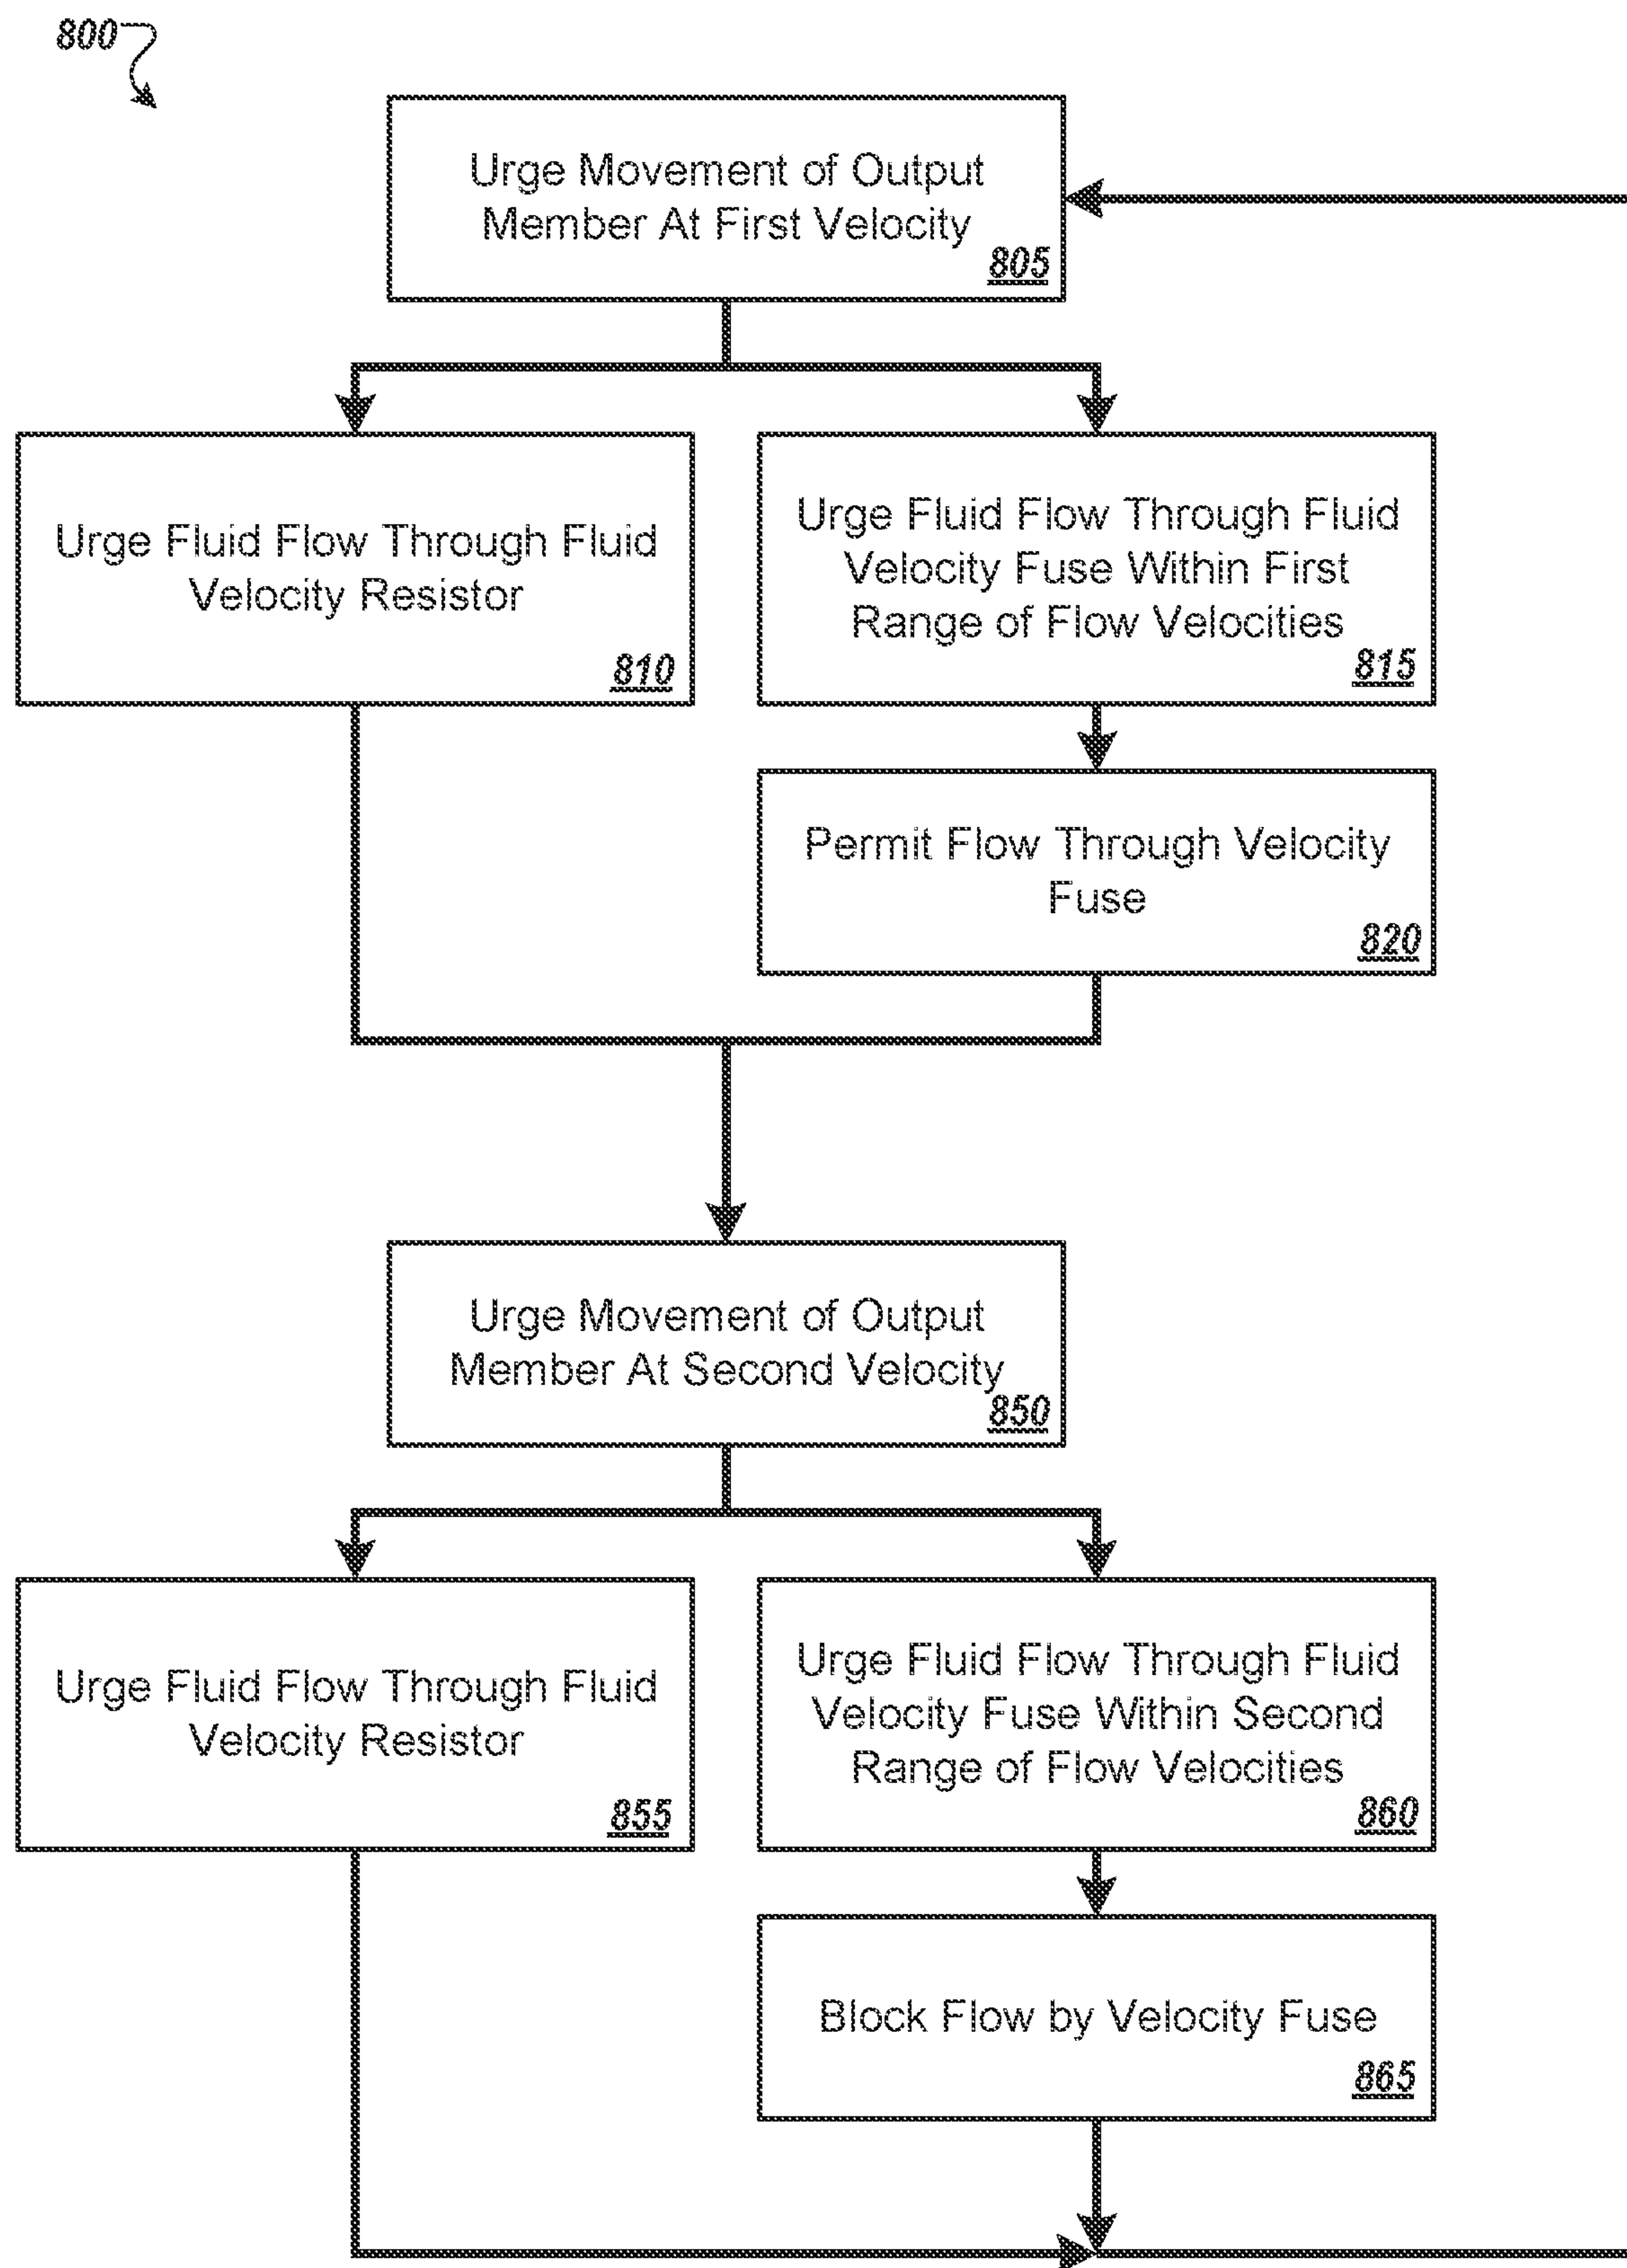 800
Urge Movement of Output
Member At First Velocity
805
Urge Fluid Flow Through Fluid
Velocity Resistor
810
Urge Fluid Flow Through Fluid
Velocity Fuse Within First
Range of Flow Velocities
815
Permit Flow Through Velocity
Fuse
820
Urge Movement of Output
Member At Second Velocity
850
Urge Fluid Flow Through Fluid
Velocity Resistor
855
Urge Fluid Flow Through Fluid
Velocity Fuse Within Second
Range of Flow Velocities
860
Block Flow by Velocity Fuse
865